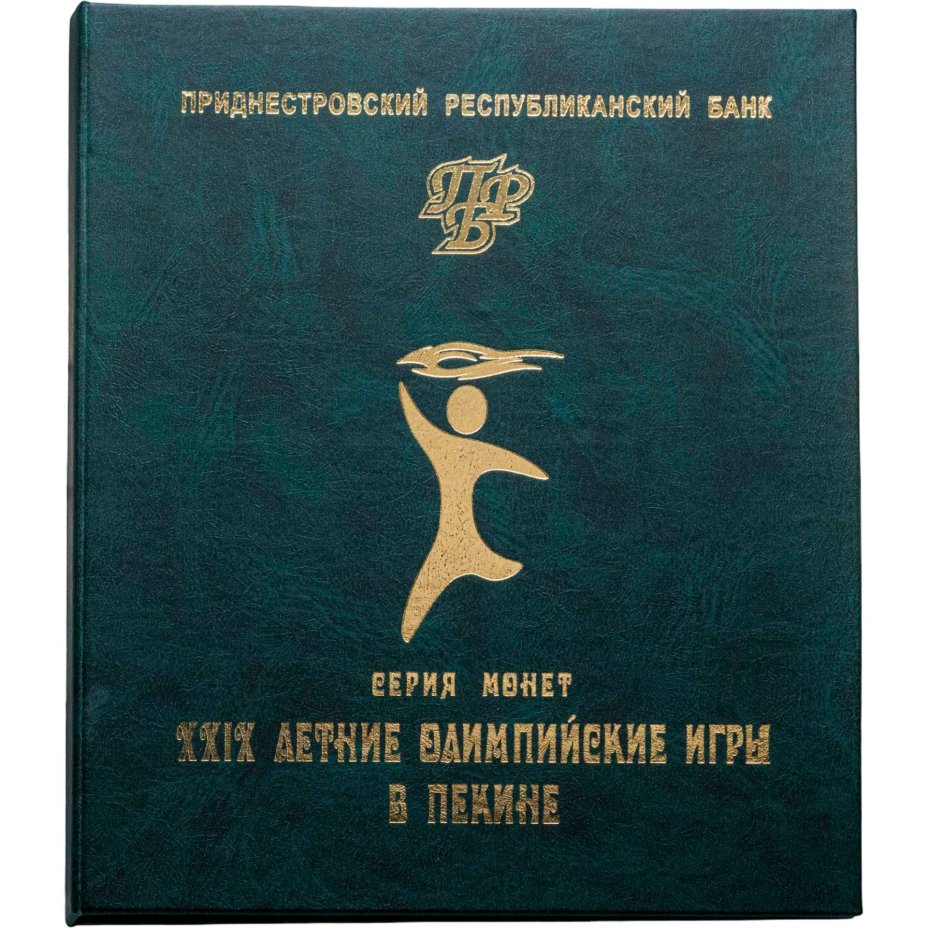 ПРИДНЕСТРОВСКИЙ РЕСПУБЛИКАНСКИЙ БАНК
ПРБ
СЕРИЯ МОНЕТ
XXIX ЛЕТНИЕ ОЛИМПИЙСКИЕ ИГРЫ
В ПЕКИНЕ